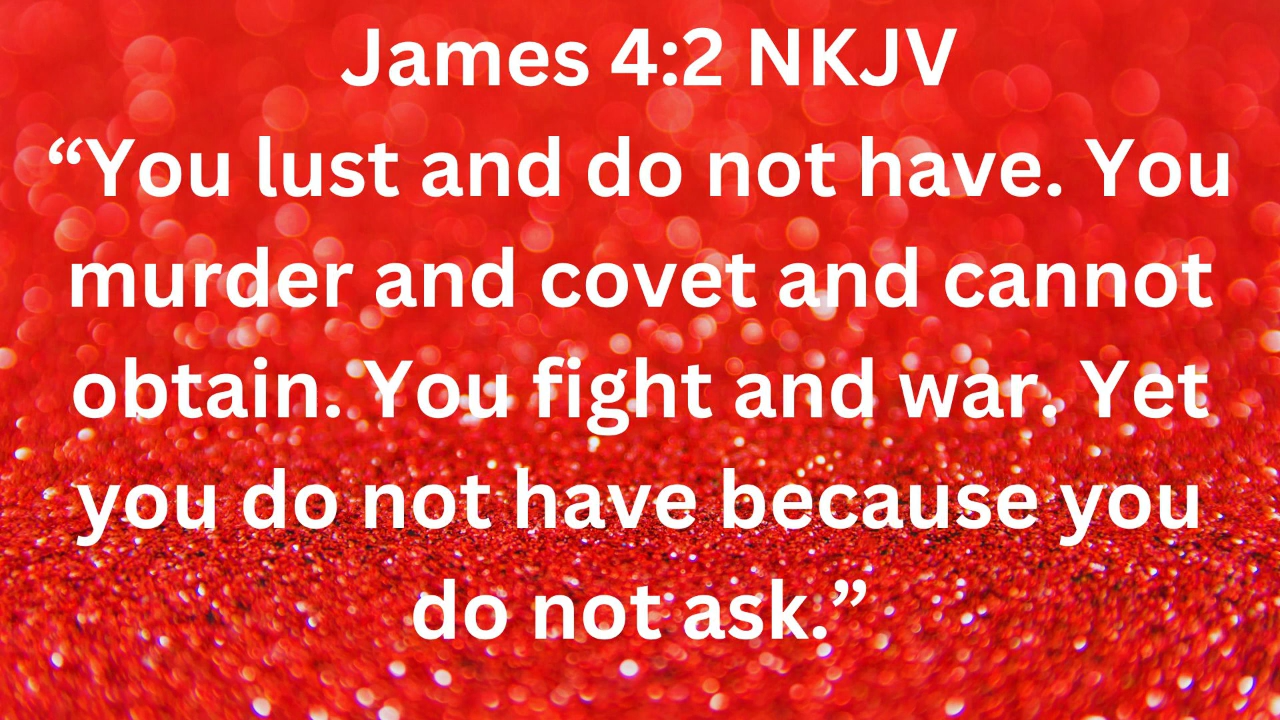 James 4:2 NKJV
“You lust and do not have. You
murder and covet and cannot
obtain. You fight and war. Yet
you do not have because you
do not ask.”